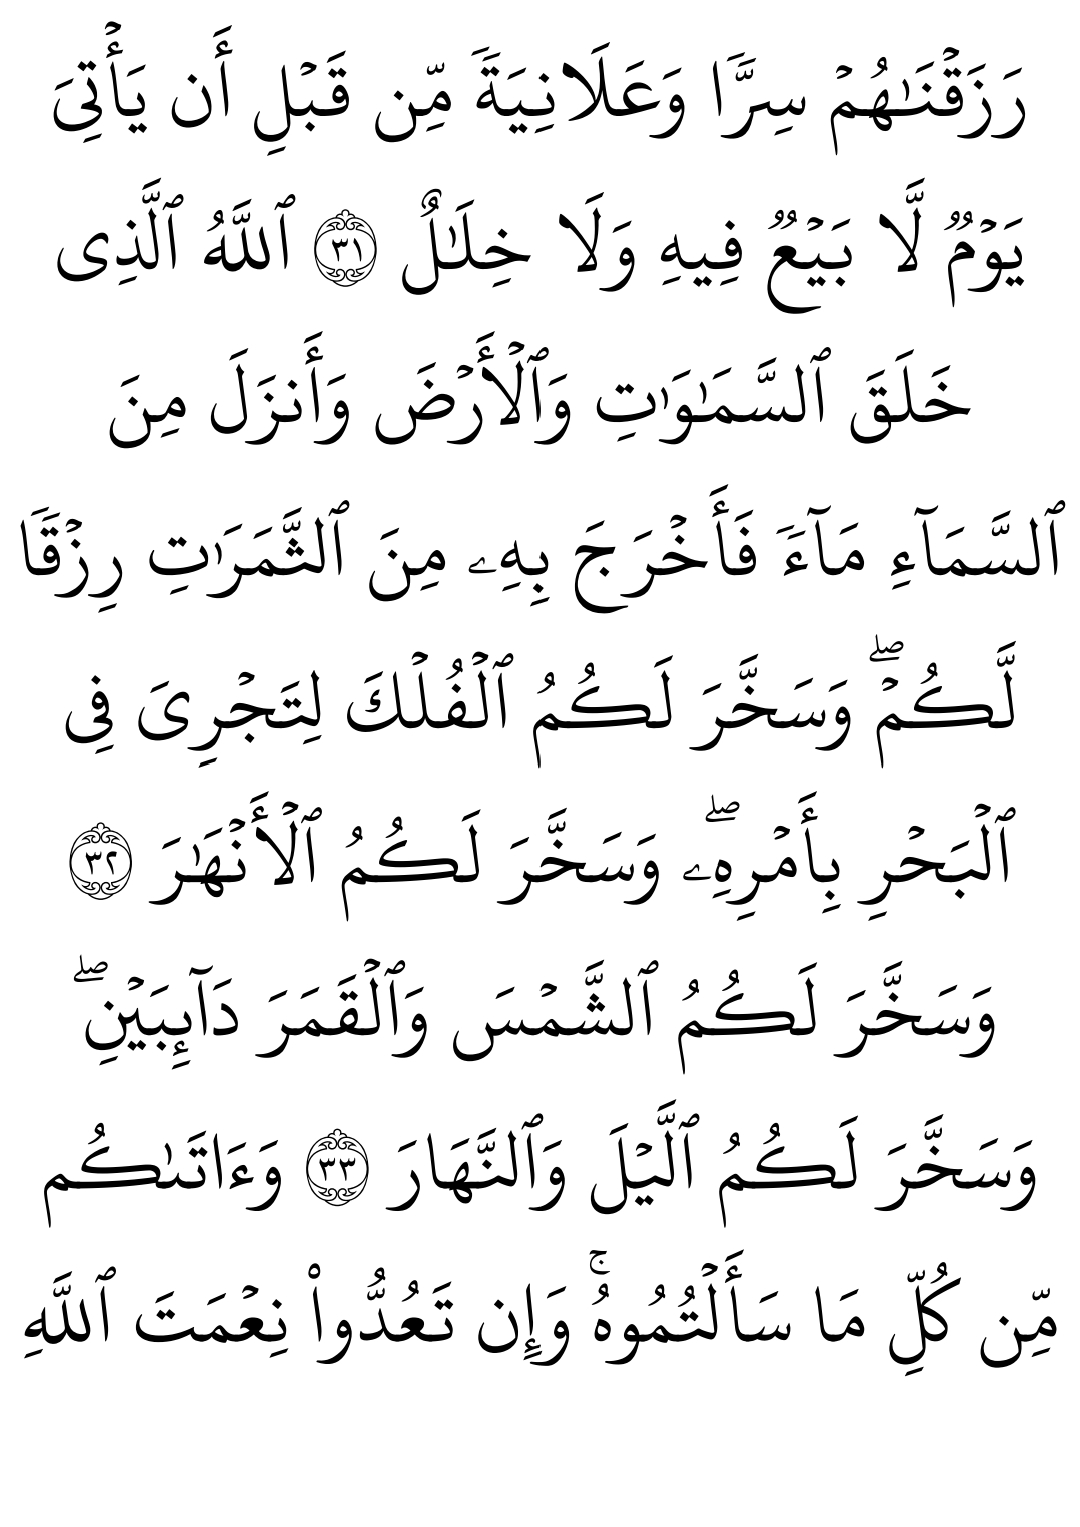 رَزَقۡنَٰهُمۡ سِرّٗا وَعَلَانِيَةٗ مِّن قَبۡلِ أَن يَأۡتِيَ
يَوۡمٞ لَّا بَيۡعٞ فِيهِ وَلَا خِلَٰلٌ ٣١ ٱللَّهُ ٱلَّذِي
خَلَقَ ٱلسَّمَٰوَٰتِ وَٱلۡأَرۡضَ وَأَنزَلَ مِنَ
ٱلسَّمَآءِ مَآءٗ فَأَخۡرَجَ بِهِۦ مِنَ ٱلثَّمَرَٰتِ رِزۡقٗا
لَّكُمۡۖ وَسَخَّرَ لَكُمُ ٱلۡفُلۡكَ لِتَجۡرِيَ فِي
ٱلۡبَحۡرِ بِأَمۡرِهِۦۖ وَسَخَّرَ لَكُمُ ٱلۡأَنۡهَٰرَ ٣٢
وَسَخَّرَ لَكُمُ ٱلشَّمۡسَ وَٱلۡقَمَرَ دَآئِبَيۡنِۖ
وَسَخَّرَ لَكُمُ ٱلَّيۡلَ وَٱلنَّهَارَ ٣٣ وَءَاتَىٰكُم
مِّن كُلِّ مَا سَأَلۡتُمُوهُۚ وَإِن تَعُدُّواْ نِعۡمَتَ ٱللَّهِ